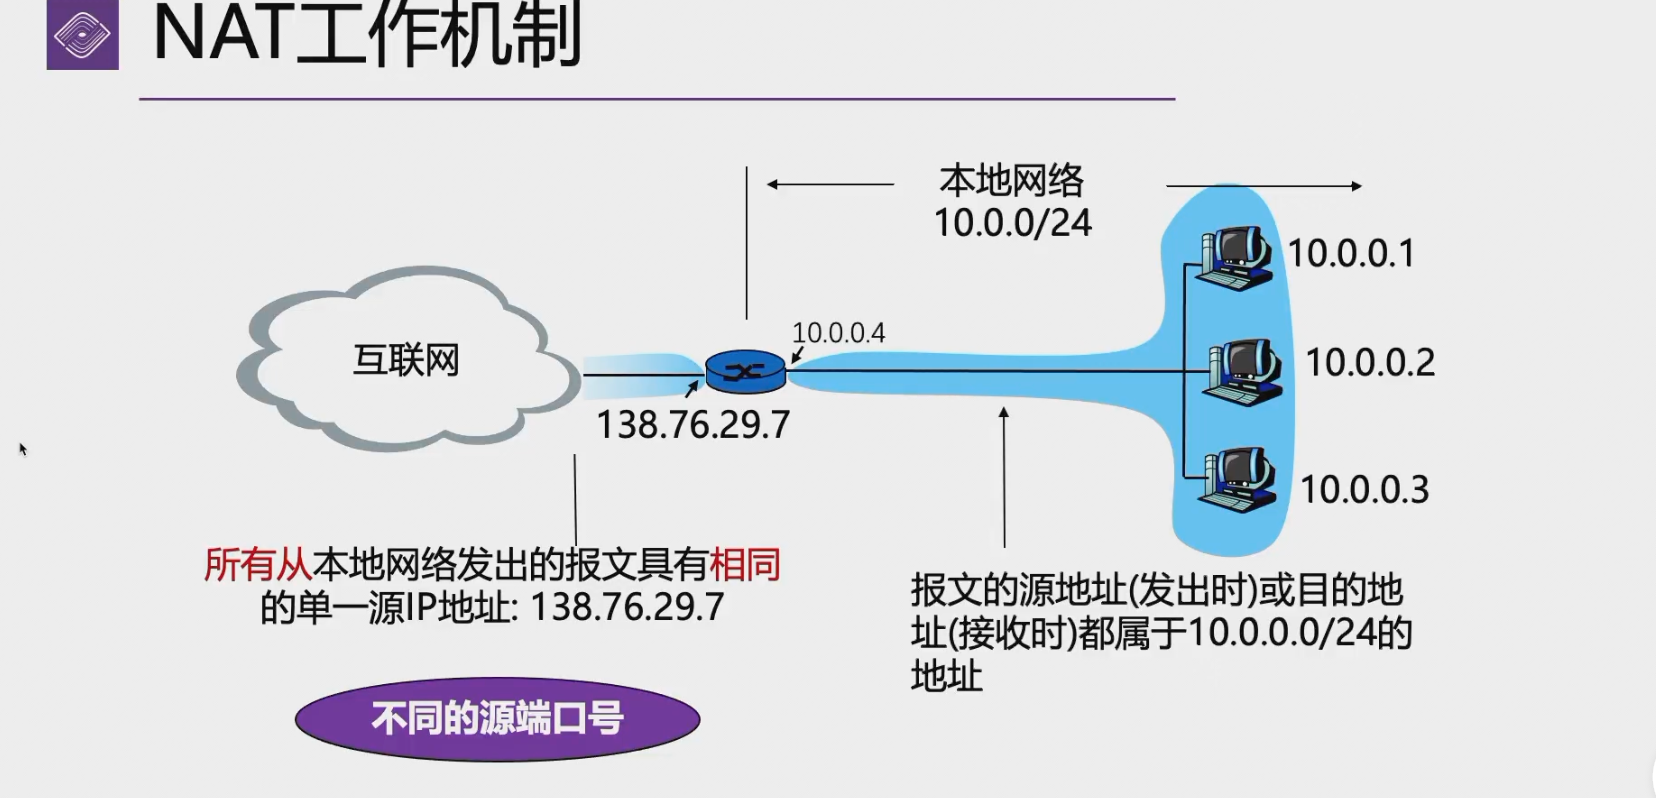 NAT工作机制
本地网络
10.0.0/24
10.0.0.1
10.0.0.4
互联网
10.0.0.2
138.76.29.7
10.0.0.3
所有从本地网络发出的报文具有相同
的单一源IP地址: 138.76.29.7
报文的源地址(发出时)或目的地
址(接收时)都属于10.0.0.0/24的
地址
不同的源端口号